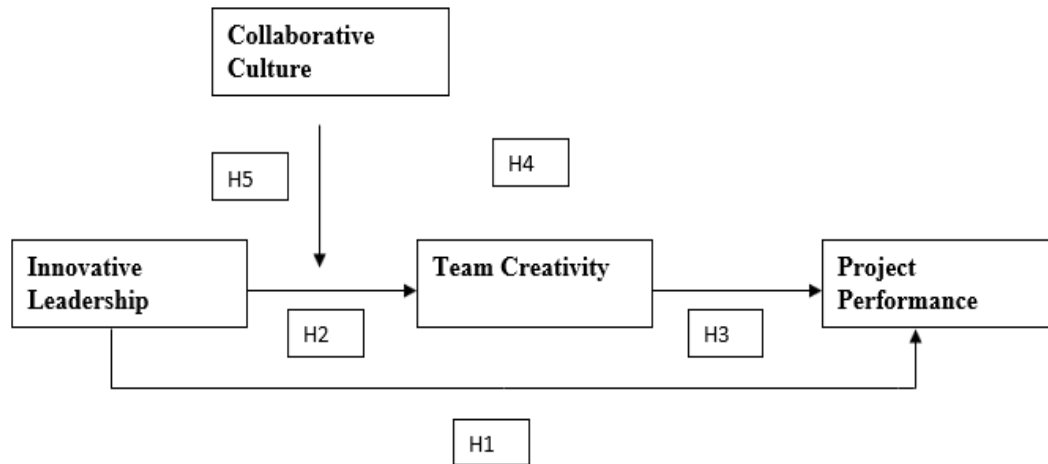 Collaborative
Culture
H4
H5
Innovative
Leadership
Team Creativity
Project
Performance
H2
H3
H1